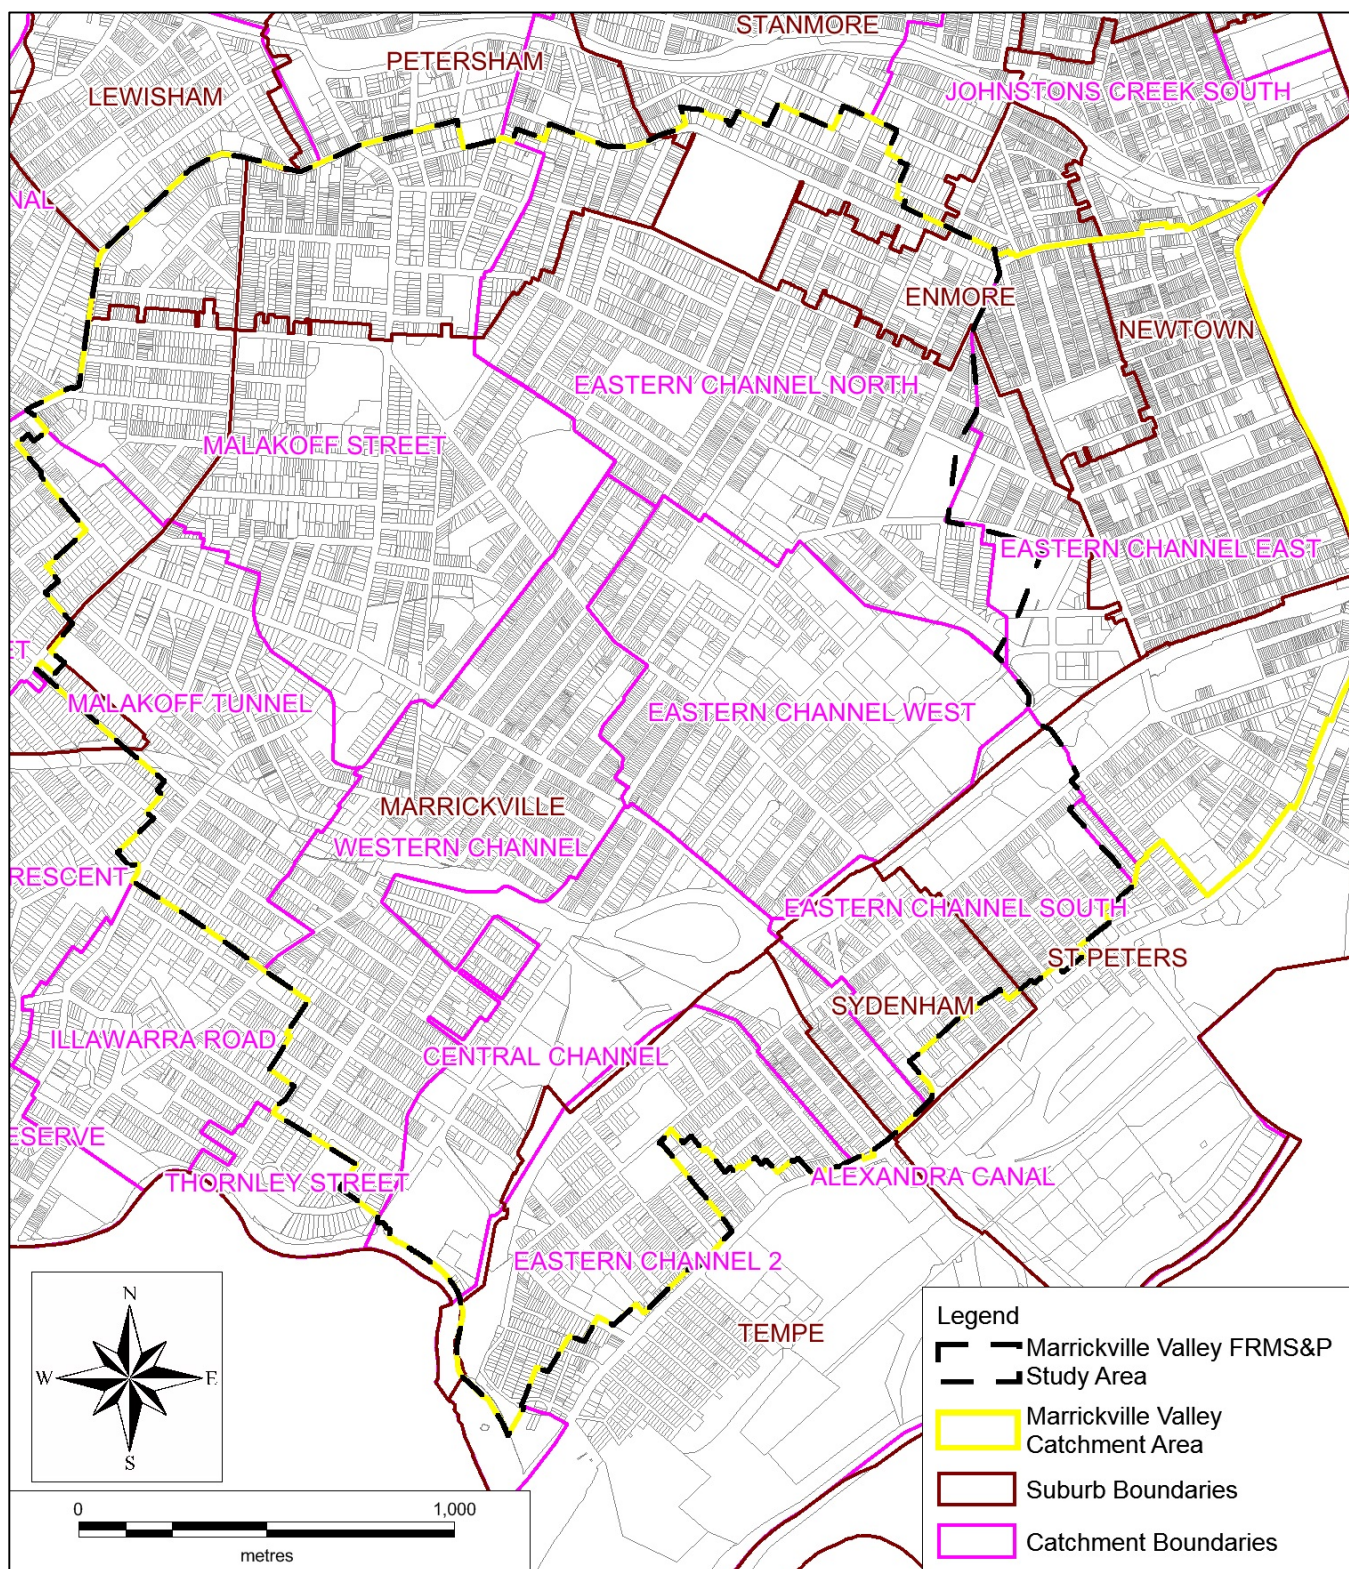 STANMORE
PETERSHAM
LEWISHAM
JOHNSTONS CREEK SOUTH
NAL
ENMORE
NEWTOWN
EASTERN CHANNEL NORTH
MALAKOFF STREET
EASTERN CHANNEL EAST
ET
MALAKOFF TUNNEL
EASTERN CHANNEL WEST
MARRICKVILLE
WESTERN CHANNEL
RESCENT
EASTERN CHANNEL SOUTH
ST PETERS
SYDENHAM
ILLAWARRA ROAD
CENTRAL CHANNEL
ESERVE
THORNLEY STREET
ALEXANDRA CANAL
EASTERN CHANNEL 2
TEMPE
N
W
E
S
0 1,000
metres
Legend
Marrickville Valley FRMS&P
Study Area
Marrickville Valley
Catchment Area
Suburb Boundaries
Catchment Boundaries